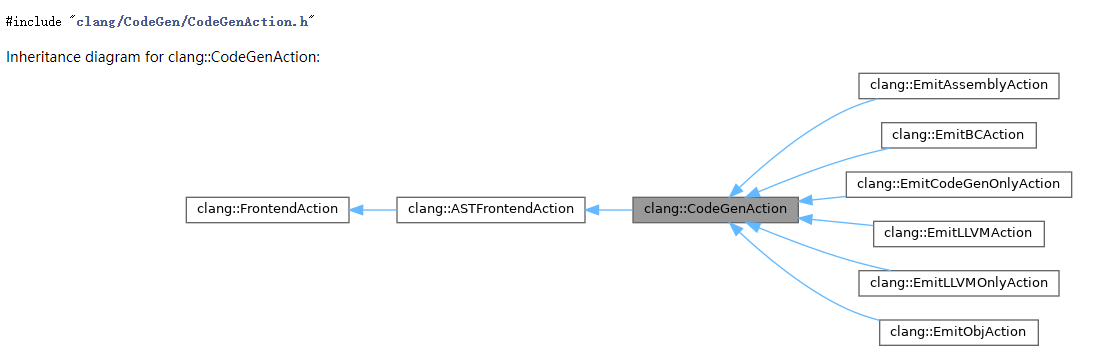 #include "clang/CodeGen/CodeGenAction.h"
Inheritance diagram for clang::CodeGenAction:
clang::EmitAssemblyAction
clang::EmitBCAction
clang::EmitCodeGenOnlyAction
clang::FrontendAction
clang::ASTFrontendAction
clang::CodeGenAction
clang::EmitLLVMAction
clang::EmitLLVMOnlyAction
clang::EmitObjAction